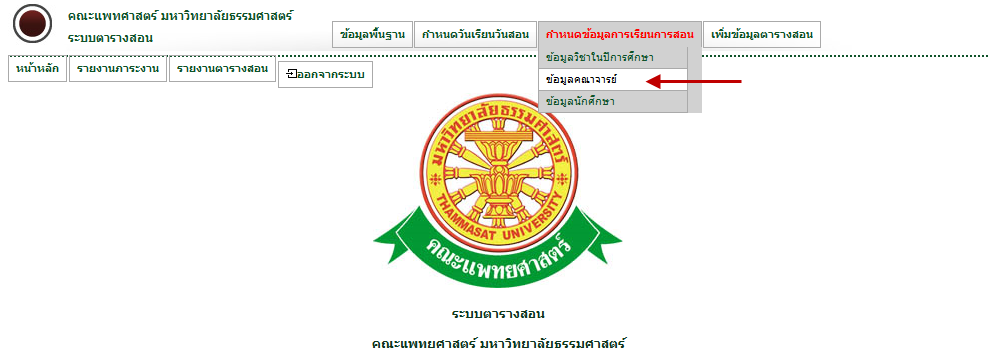 คณะแพทศาสตร์ มหาวิทยาลัยธรรมศาสตร์
ระบบตารางสอน
ข้อมูลพื้นฐาน กำหนดวันเรียนวันสอน กำหนดข้อมูลการเรียนการสอน เพิ่มข้อมูลตารางสอน
ข้อมูลวิชาในปีการศึกษา
ข้อมูลคณาจารย์
ข้อมูลนักศึกษา
หน้าหลัก รายงานภาระงาน รายงานตารางสอน ออกจากระบบ
มหาวิทยาลัยธรรมศาสตร์
THAMMASAT UNIVERSITY
คณะแพทยศาสตร์
ระบบตารางสอน
คณะแพทยศาสตร์ มหาวิทยาลัยธรรมศาสตร์